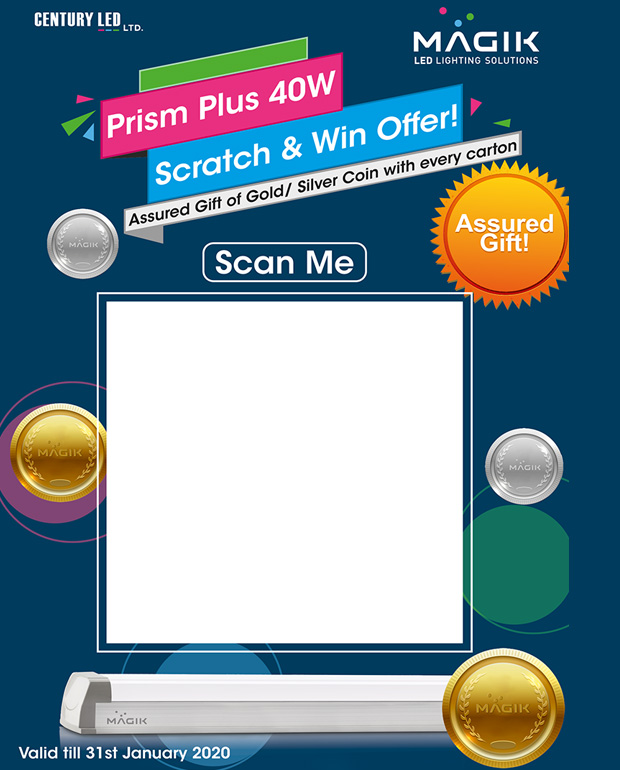 CENTURY LED LTD.
MAGIK
LED LIGHTING SOLUTIONS
Prism Plus 40W
Scratch & Win Offer!
Assured Gift of Gold/ Silver Coin with every carton
Assured
Gift!
MAGIK
Scan Me
MAGIK
MAGIK
MAGIK
MAGIK
Valid till 31st January 2020